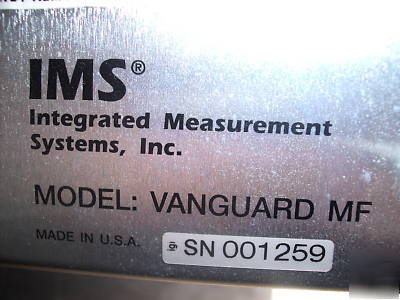 IMS®
Integrated Measurement
Systems, Inc.
MODEL: VANGUARD MF
MADE IN U.S.A.
SN 001259